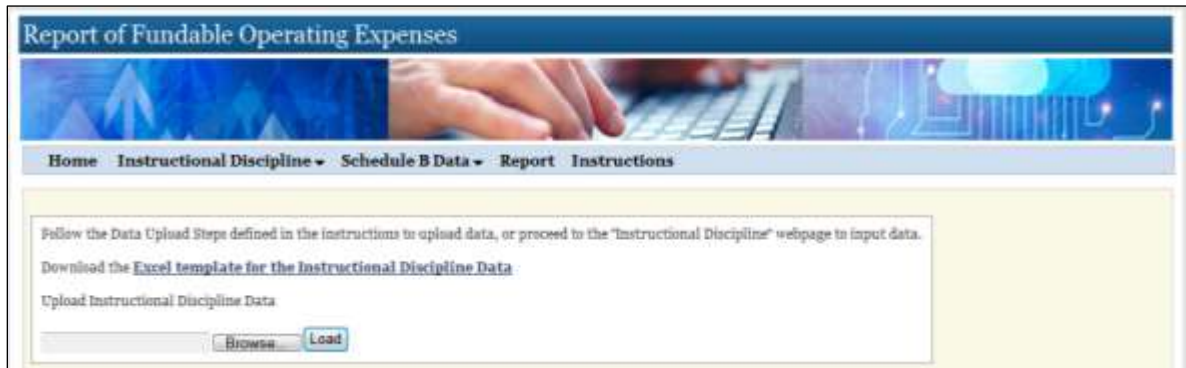 Report of Fundable Operating Expenses
Home Instructional Discipline Schedule B Data Report Instructions
Follow the Data Upload Steps defined in the instructions to upload data, or proceed to the "Instructional Discipline" webpage to input data.
Download the Excel template for the Instructional Discipline Data
Upload Instructional Discipline Data
Browse... Load